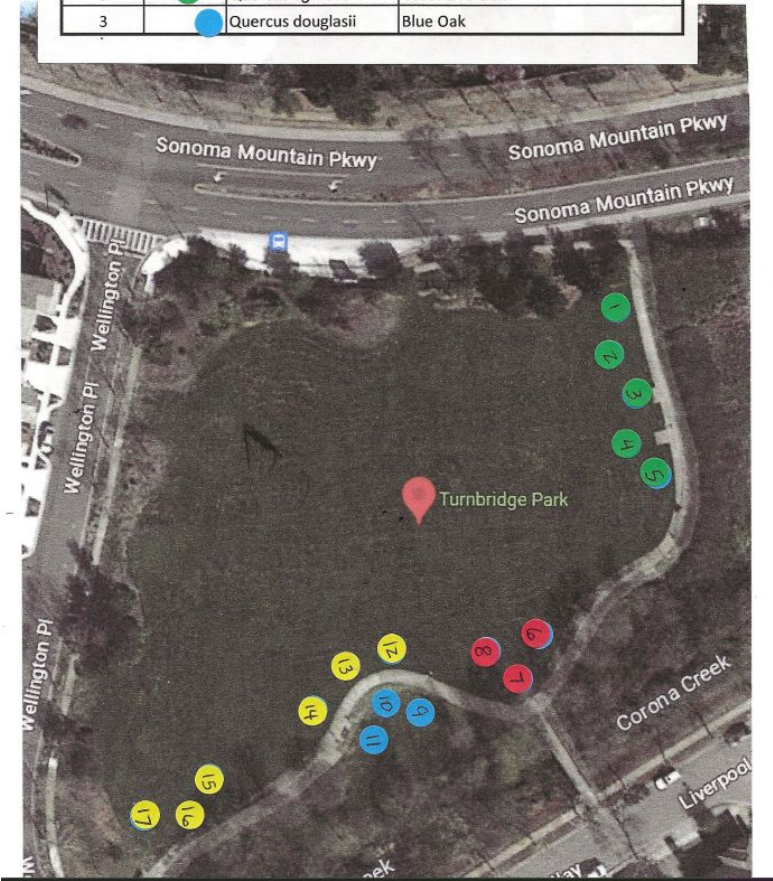 3 Quercus douglasii Blue Oak
Sonoma Mountain Pkwy
Sonoma Mountain Pkwy
Sonoma Mountain Pkwy
Wellington Pl
Wellington Pl
Wellington Pl
Turnbridge Park
Corona Creek
Liverpool
1
2
3
4
5
6
8
7
12
13
10
9
14
11
15
17
16